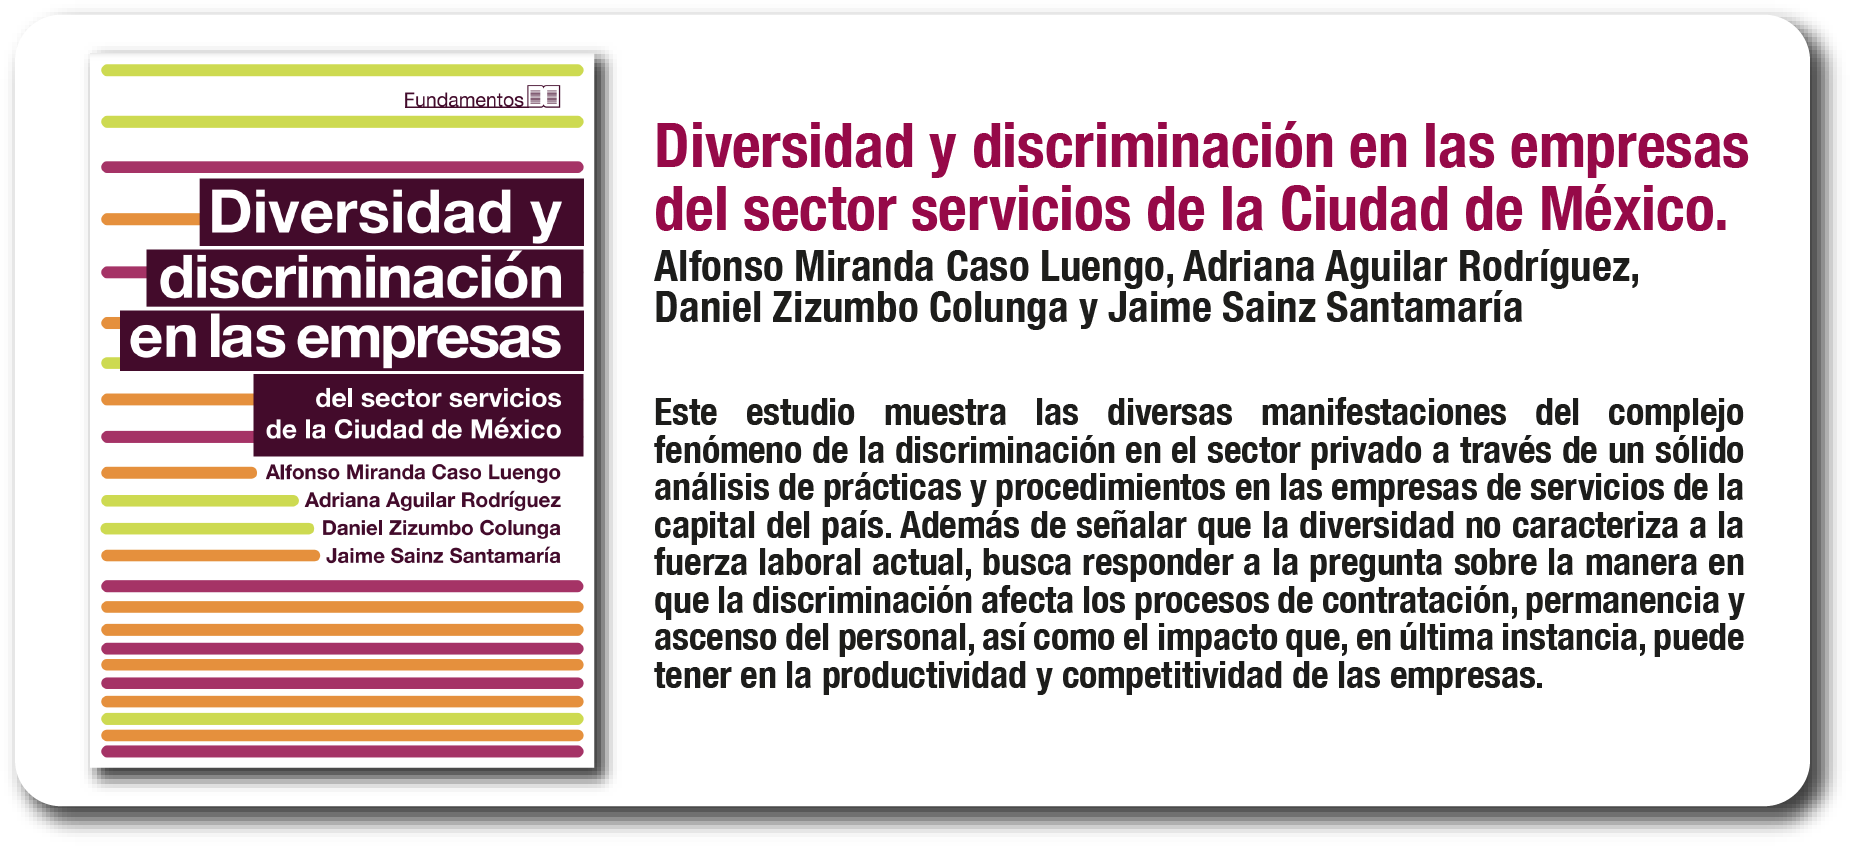 Fundamentos
Diversidad y
discriminación
en las empresas
del sector servicios
de la Ciudad de México
Alfonso Miranda Caso Luengo
Adriana Aguilar Rodríguez
Daniel Zizumbo Colunga
Jaime Sainz Santamaría
Diversidad y discriminación en las empresas
del sector servicios de la Ciudad de México.
Alfonso Miranda Caso Luengo, Adriana Aguilar Rodríguez,
Daniel Zizumbo Colunga y Jaime Sainz Santamaría
Este estudio muestra las diversas manifestaciones del complejo
fenómeno de la discriminación en el sector privado a través de un sólido
análisis de prácticas y procedimientos en las empresas de servicios de la
capital del país. Además de señalar que la diversidad no caracteriza a la
fuerza laboral actual, busca responder a la pregunta sobre la manera en
que la discriminación afecta los procesos de contratación, permanencia y
ascenso del personal, así como el impacto que, en última instancia, puede
tener en la productividad y competitividad de las empresas.